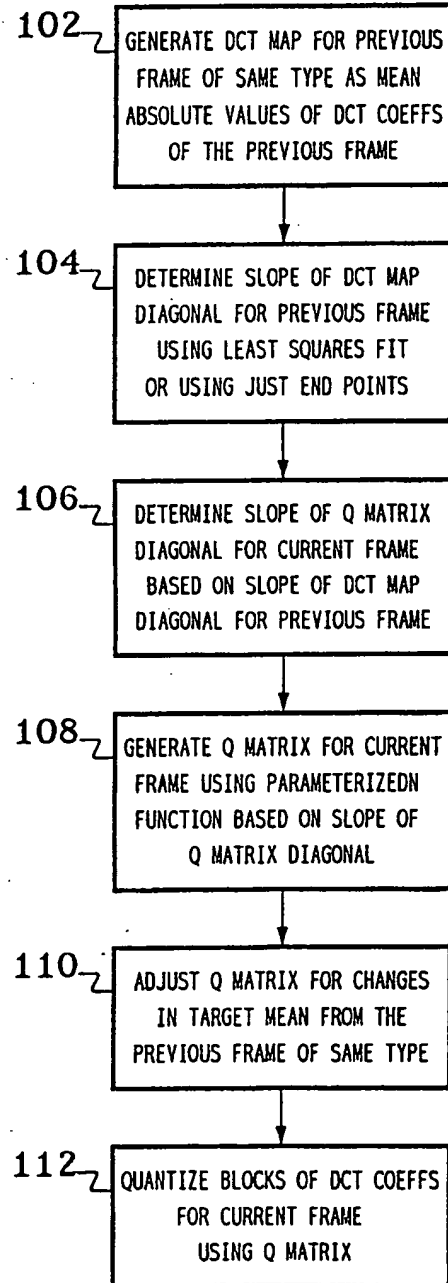 102
GENERATE DCT MAP FOR PREVIOUS
FRAME OF SAME TYPE AS MEAN
ABSOLUTE VALUES OF DCT COEFFS
OF THE PREVIOUS FRAME
104
DETERMINE SLOPE OF DCT MAP
DIAGONAL FOR PREVIOUS FRAME
USING LEAST SQUARES FIT
OR USING JUST END POINTS
106
DETERMINE SLOPE OF Q MATRIX
DIAGONAL FOR CURRENT FRAME
BASED ON SLOPE OF DCT MAP
DIAGONAL FOR PREVIOUS FRAME
108
GENERATE Q MATRIX FOR CURRENT
FRAME USING PARAMETERIZEDN
FUNCTION BASED ON SLOPE OF
Q MATRIX DIAGONAL
110
ADJUST Q MATRIX FOR CHANGES
IN TARGET MEAN FROM THE
PREVIOUS FRAME OF SAME TYPE
112
QUANTIZE BLOCKS OF DCT COEFFS
FOR CURRENT FRAME
USING Q MATRIX